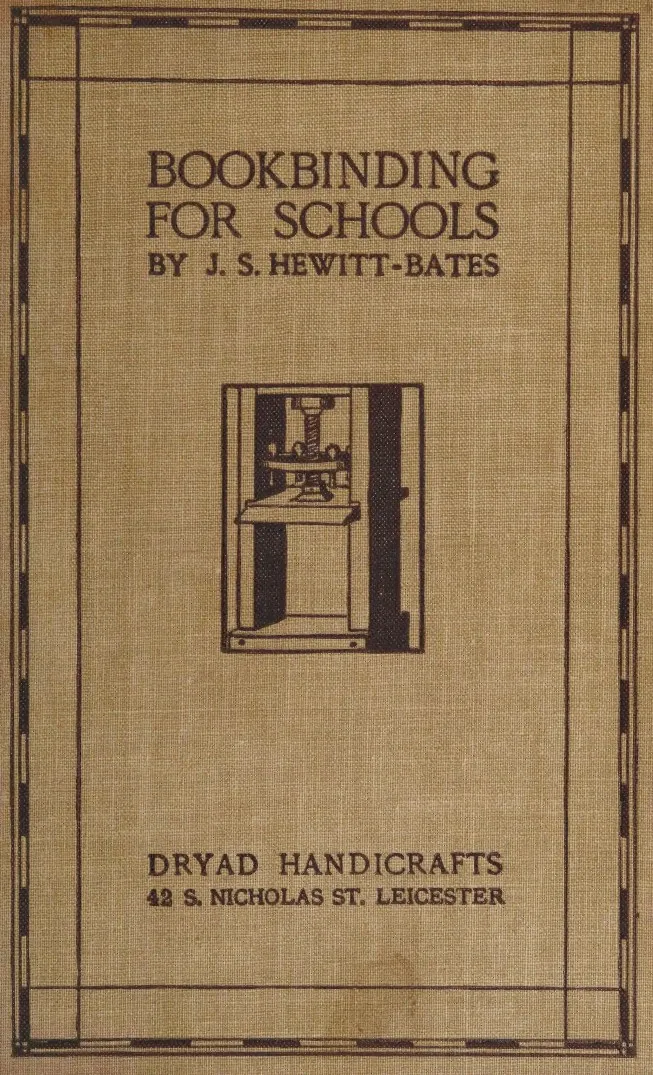 BOOKBINDING
FOR SCHOOLS
BY J. S. HEWITT-BATES
DRYAD HANDICRAFTS
42 S. NICHOLAS ST. LEICESTER